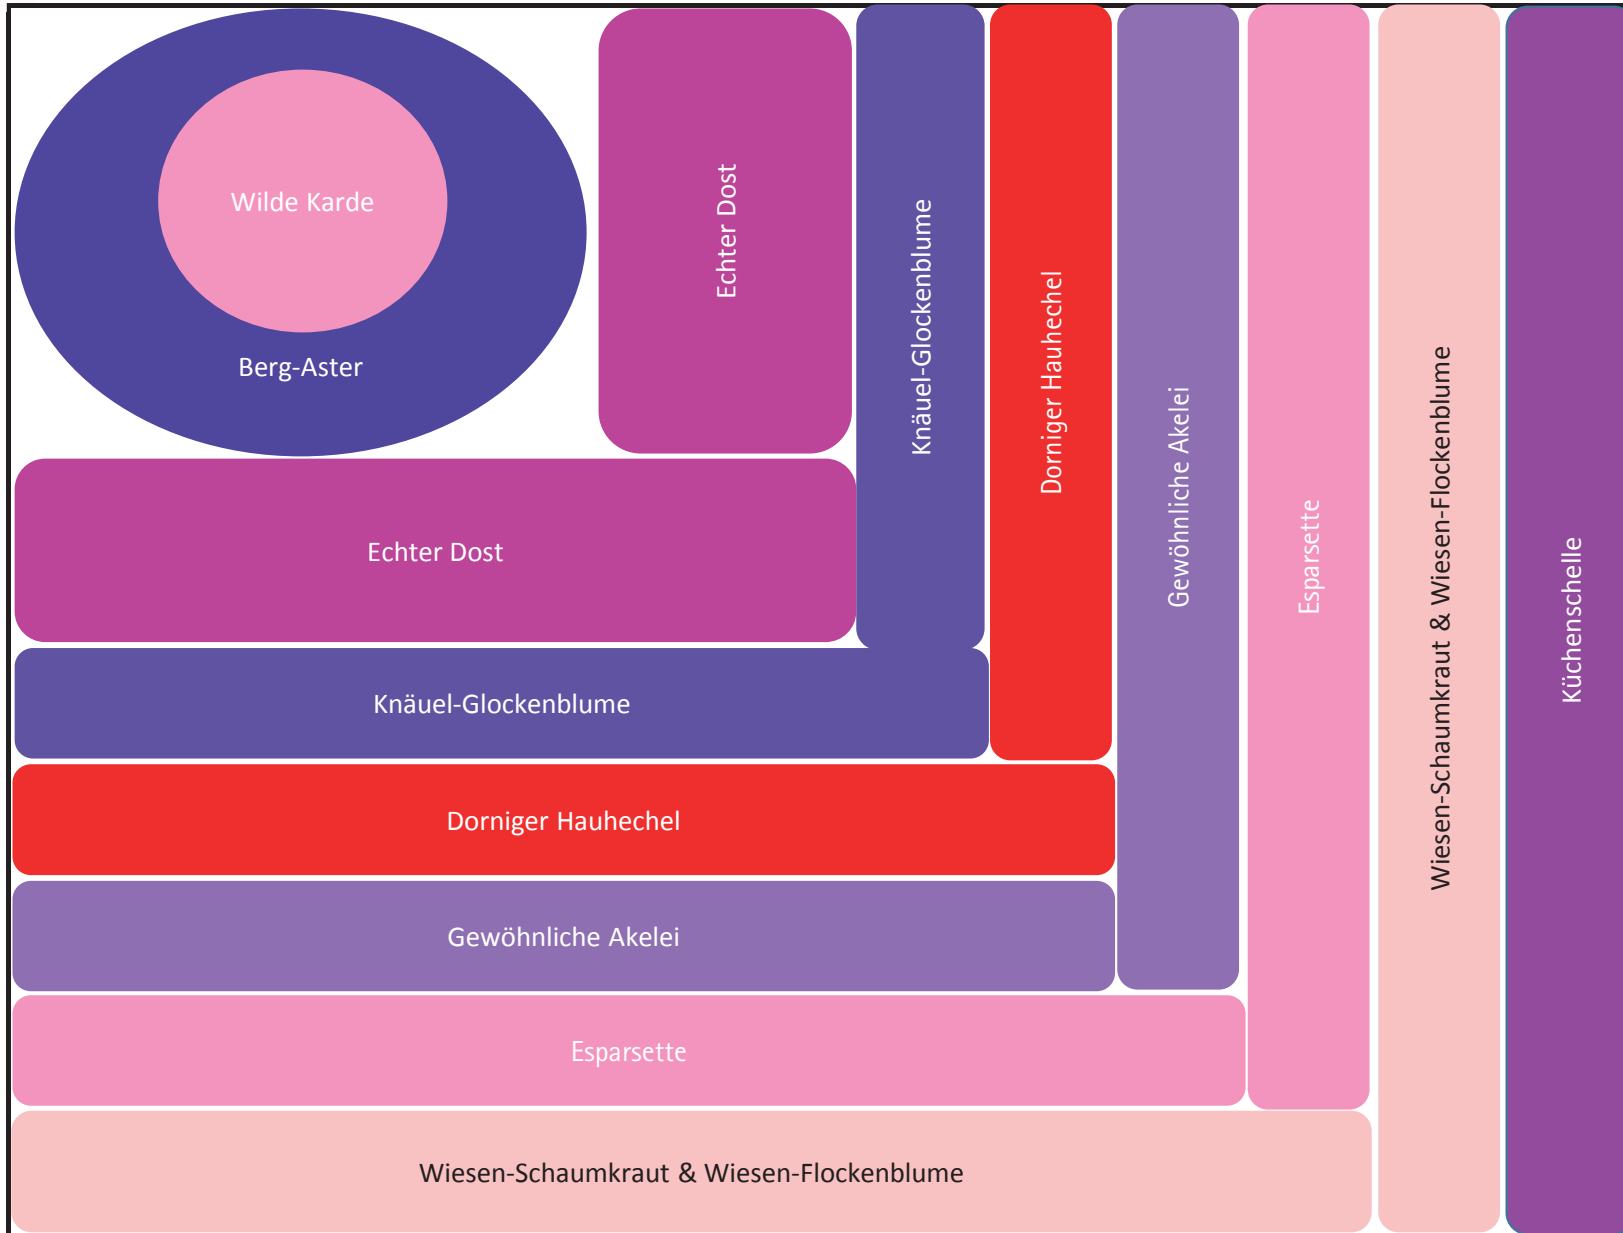 Wilde Karde
Berg-Aster
Echter Dost
Knäuel-Glockenblume
Dorniger Hauhechel
Gewöhnliche Akelei
Esparsette
Wiesen-Schaumkraut & Wiesen-Flockenblume
Küchenschelle
Echter Dost
Knäuel-Glockenblume
Dorniger Hauhechel
Gewöhnliche Akelei
Esparsette
Wiesen-Schaumkraut & Wiesen-Flockenblume